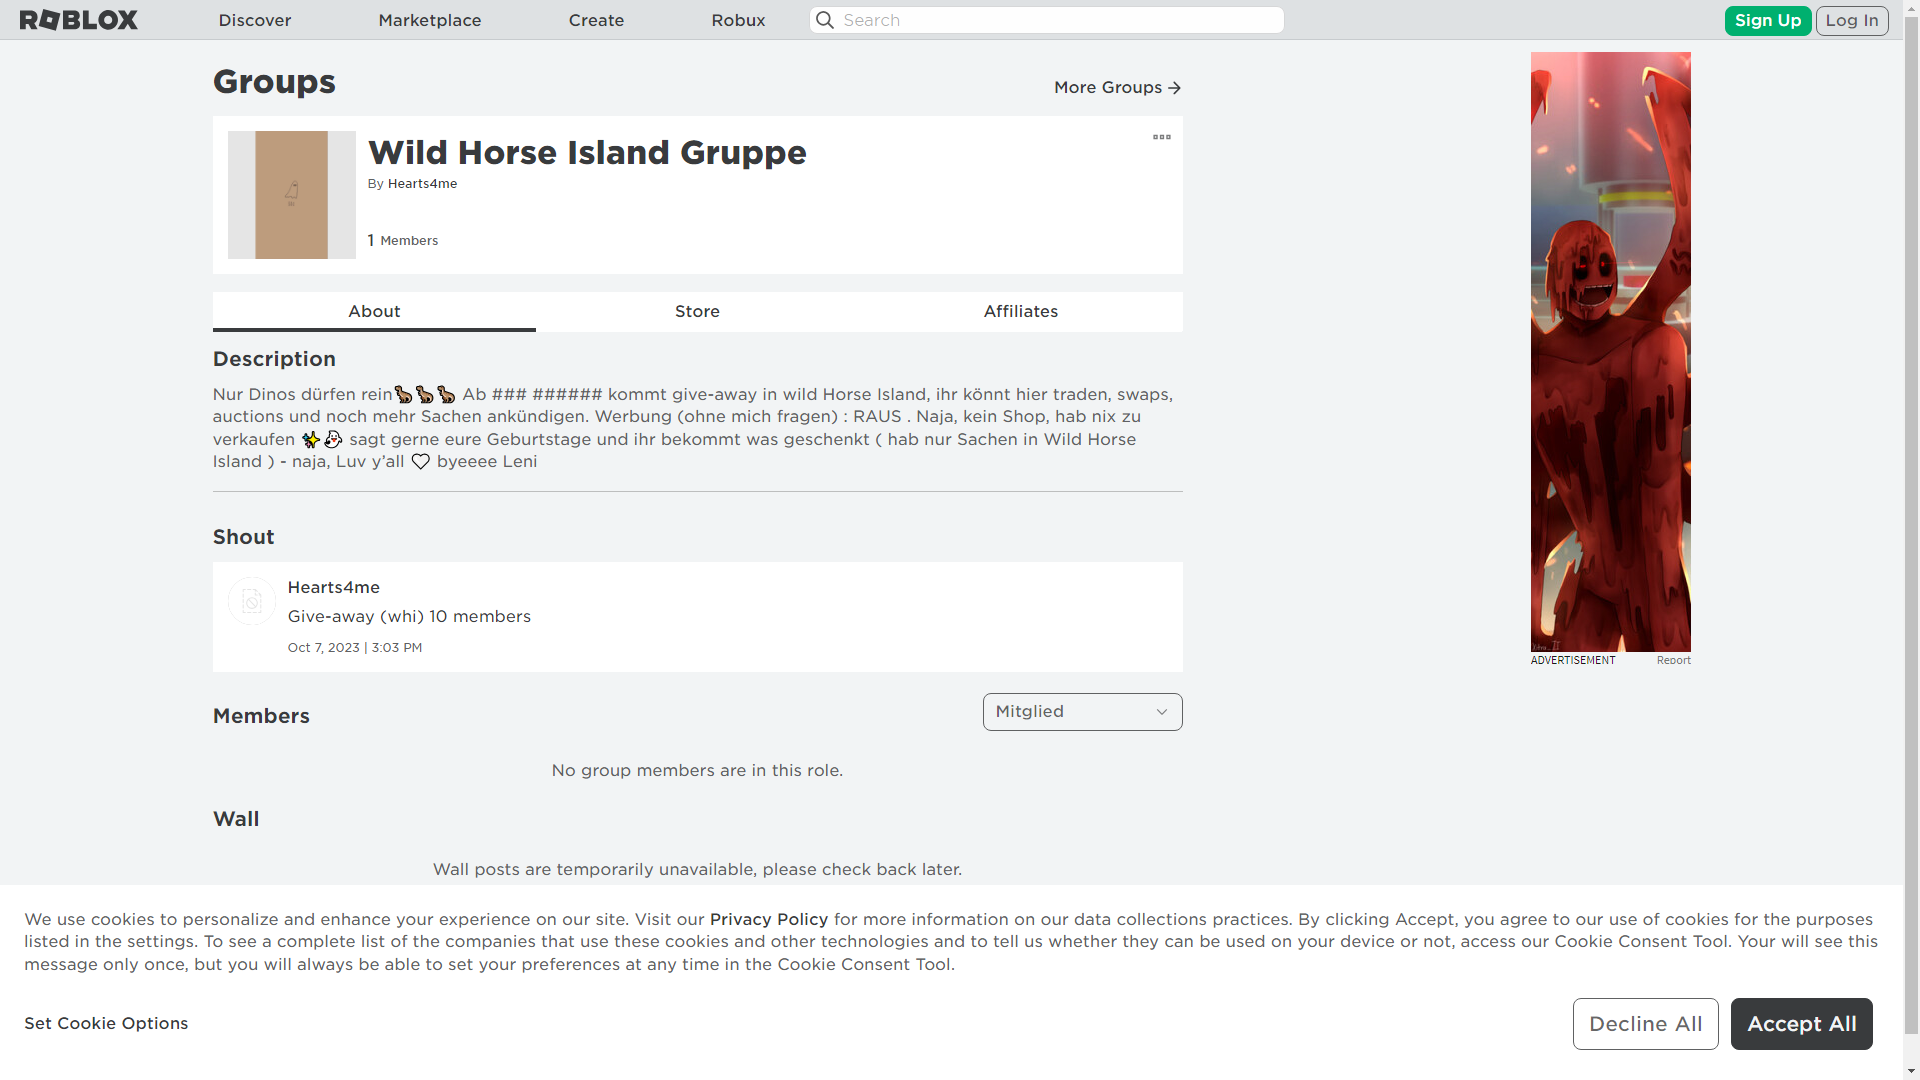 ROBLOX Discover Marketplace Create Robux Search Sign Up Log In
Groups
More Groups
Wild Horse Island Gruppe
By Hearts4me
1 Members
About Store Affiliates
Description
Nur Dinos dürfen rein🦕🦕🦕 Ab ### ###### kommt give-away in wild Horse Island, ihr könnt hier traden, swaps,
auctions und noch mehr Sachen ankündigen. Werbung (ohne mich fragen) : RAUS . Naja, kein Shop, hab nix zu
verkaufen ✨👻 sagt gerne eure Geburtstage und ihr bekommt was geschenkt ( hab nur Sachen in Wild Horse
Island ) - naja, Luv y’all ♡ byeeee Leni
Shout
Hearts4me
Give-away (whi) 10 members
Oct 7, 2023 | 3:03 PM
ADVERTISEMENT Report
Members
Mitglied
No group members are in this role.
Wall
Wall posts are temporarily unavailable, please check back later.
We use cookies to personalize and enhance your experience on our site. Visit our Privacy Policy for more information on our data collections practices. By clicking Accept, you agree to our use of cookies for the purposes
listed in the settings. To see a complete list of the companies that use these cookies and other technologies and to tell us whether they can be used on your device or not, access our Cookie Consent Tool. Your will see this
message only once, but you will always be able to set your preferences at any time in the Cookie Consent Tool.
Set Cookie Options
Decline All
Accept All